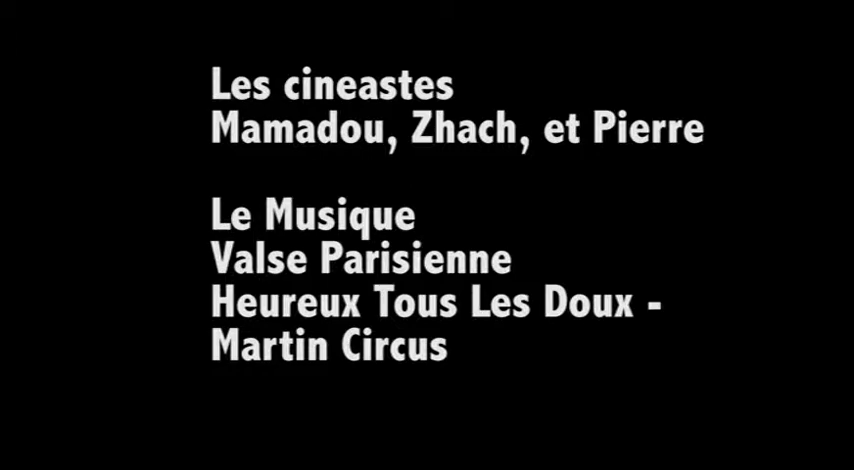 Les cineastes
Mamadou, Zhach, et Pierre
Le Musique
Valse Parisienne
Heureux Tous Les Doux -
Martin Circus